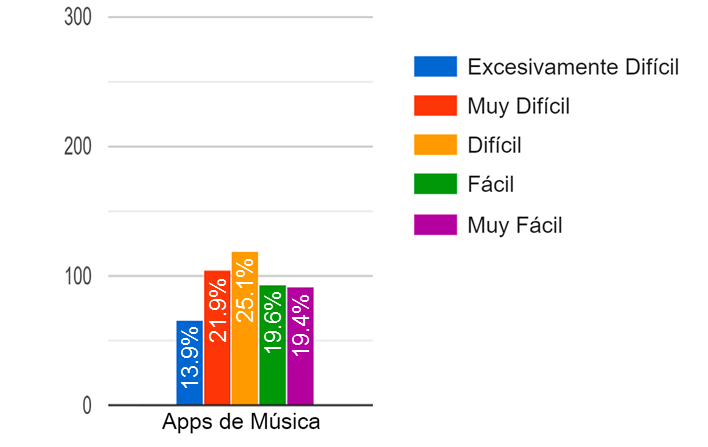 300
200
100
0
13.9%
21.9%
25.1%
19.6%
19.4%
Apps de Música
Excesivamente Difícil
Muy Difícil
Difícil
Fácil
Muy Fácil